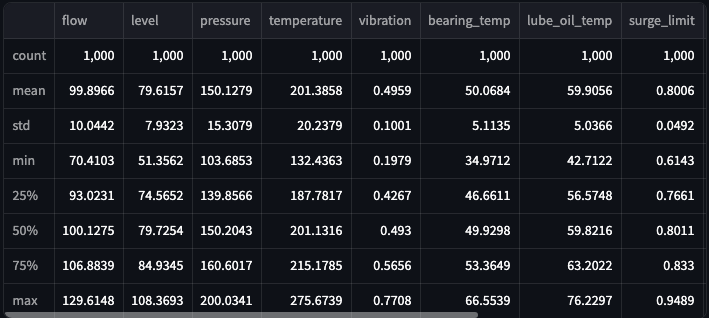 flow level pressure temperature vibration bearing_temp lube_oil_temp surge_limit
count 1,000 1,000 1,000 1,000 1,000 1,000 1,000 1,000
mean 99.8966 79.6157 150.1279 201.3858 0.4959 50.0684 59.9056 0.8006
std 10.0442 7.9323 15.3079 20.2379 0.1001 5.1135 5.0366 0.0492
min 70.4103 51.3562 103.6853 132.4363 0.1979 34.9712 42.7122 0.6143
25% 93.0231 74.5652 139.8566 187.7817 0.4267 46.6611 56.5748 0.7661
50% 100.1275 79.7254 150.2043 201.1316 0.493 49.9298 59.8216 0.8011
75% 106.8839 84.9345 160.6017 215.1785 0.5656 53.3649 63.2022 0.833
max 129.6148 108.3693 200.0341 275.6739 0.7708 66.5539 76.2297 0.9489